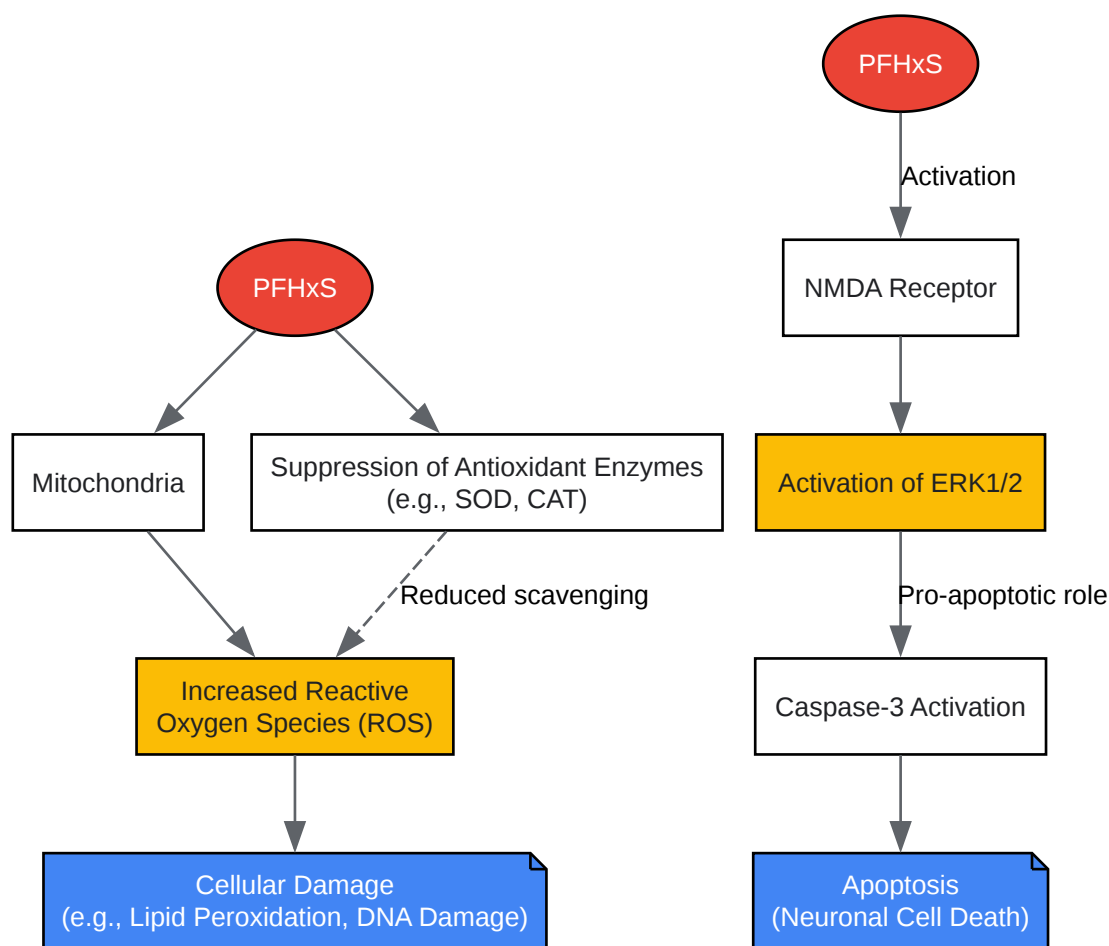 PFHxS
Activation
NMDA Receptor
PFHxS
Mitochondria
Suppression of Antioxidant Enzymes
(e.g., SOD, CAT)
Activation of ERK1/2
Reduced scavenging
Pro-apoptotic role
Increased Reactive
Oxygen Species (ROS)
Caspase-3 Activation
Cellular Damage
(e.g., Lipid Peroxidation, DNA Damage)
Apoptosis
(Neuronal Cell Death)